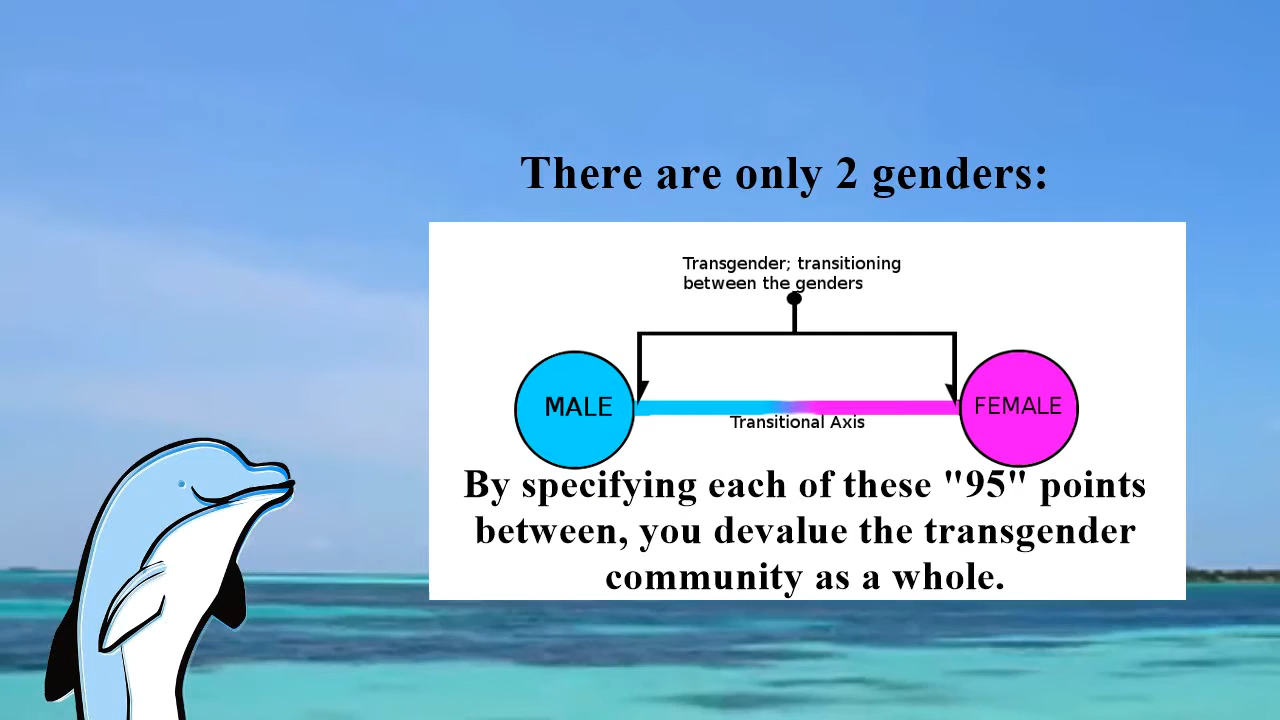 There are only 2 genders:
Transgender; transitioning
between the genders
MALE
FEMALE
Transitional Axis
By specifying each of these "95" points
between, you devalue the transgender
community as a whole.